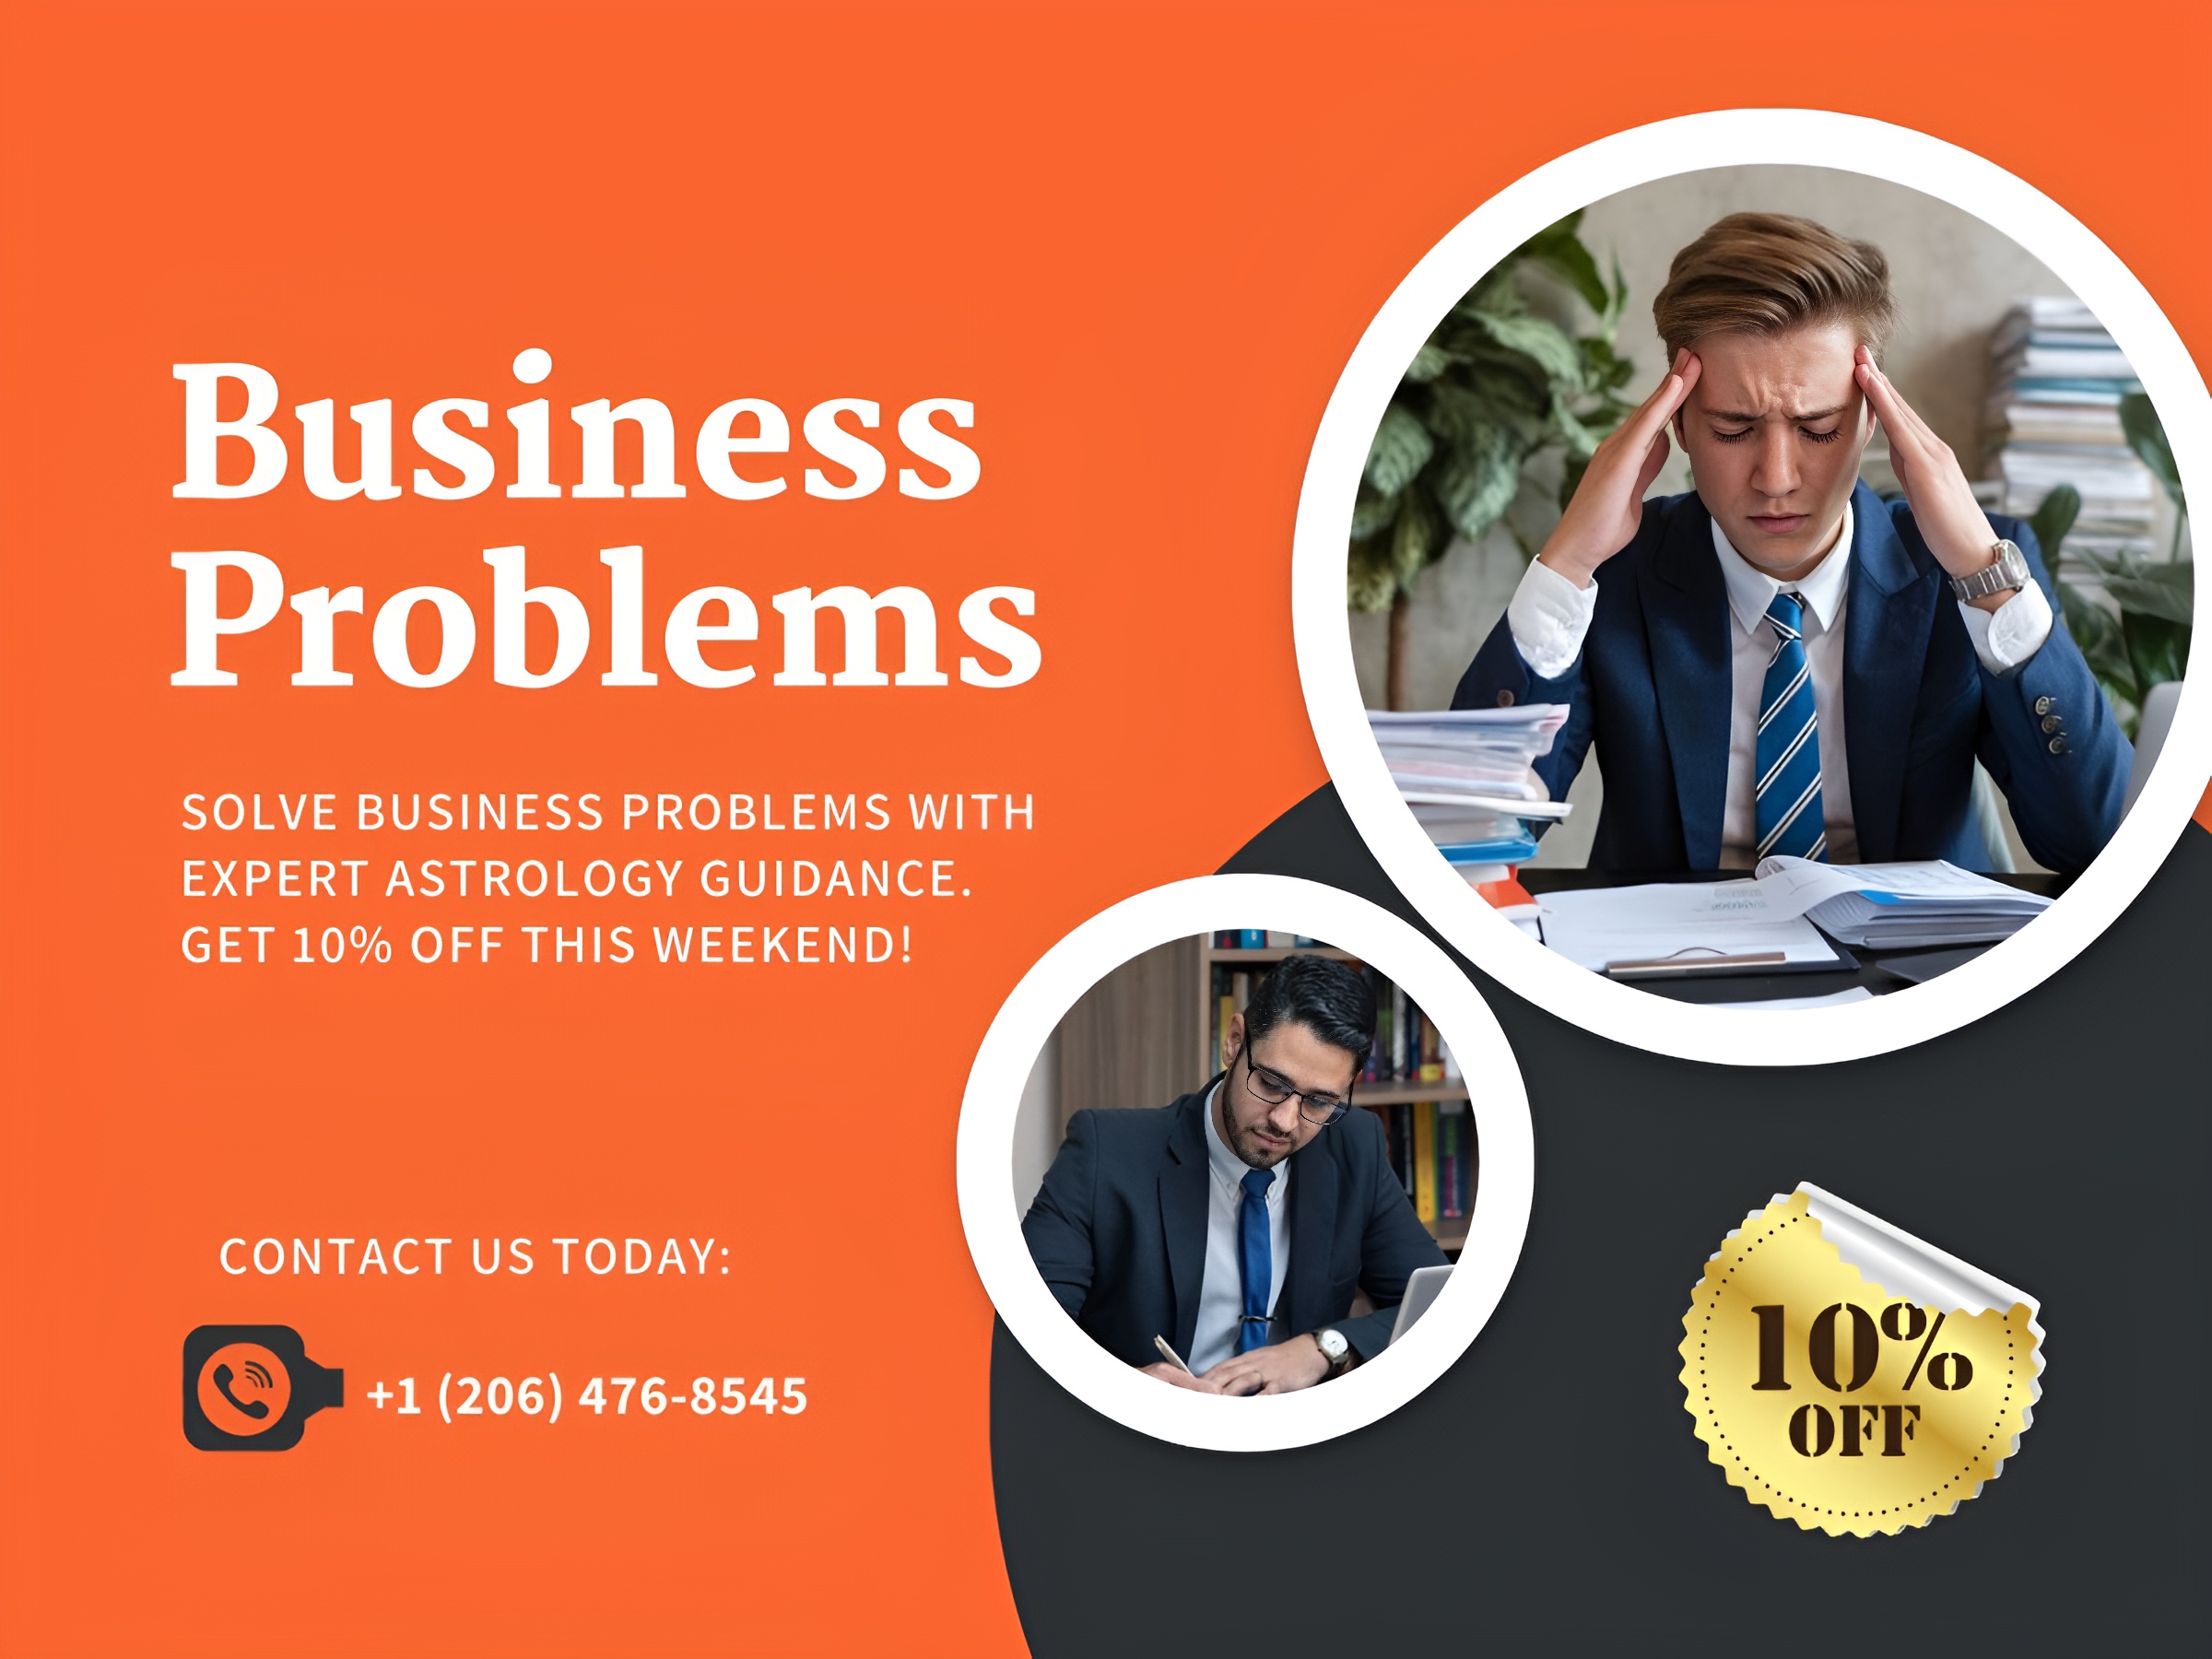 Business
Problems
SOLVE BUSINESS PROBLEMS WITH
EXPERT ASTROLOGY GUIDANCE.
GET 10% OFF THIS WEEKEND!
CONTACT US TODAY:
+1 (206) 476-8545
10%
OFF